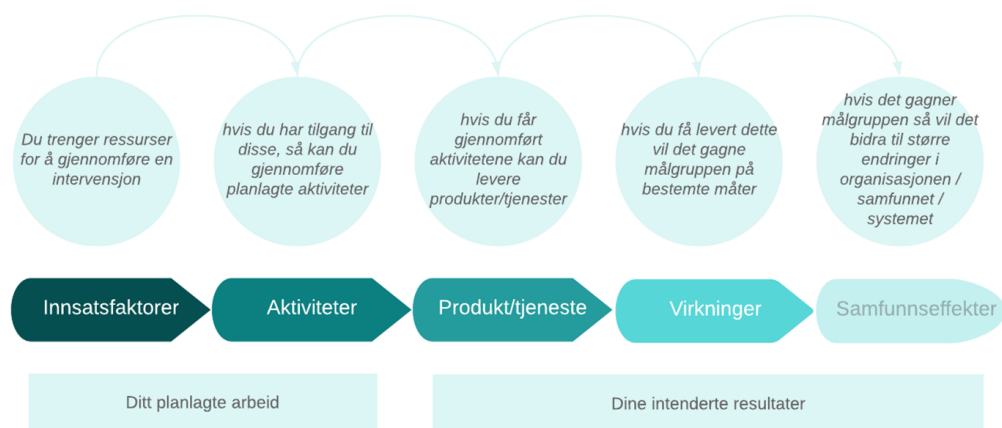 Du trenger ressurser
for å gjennomføre en
intervensjon
hvis du har tilgang til
disse, så kan du
gjennomføre
planlagte aktiviteter
hvis du får
gjennomført
aktivitetene kan du
levere
produkter/tjenester
hvis du få levert dette
vil det gagne
målgruppen på
bestemte måter
hvis det gagner
målgruppen så vil det
bidra til større
endringer i
organisasjonen /
samfunnet /
systemet
Innsatsfaktorer
Aktiviteter
Produkt/tjeneste
Virkninger
Samfunnseffekter
Ditt planlagte arbeid
Dine intenderte resultater